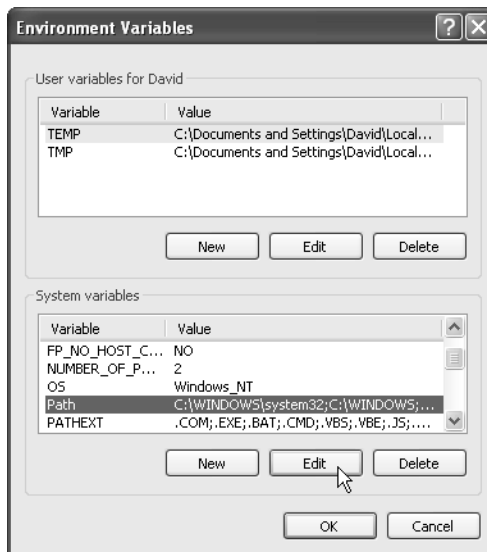 Environment Variables
User variables for David
Variable Value
TEMP C:\Documents and Settings\David\Local...
TMP C:\Documents and Settings\David\Local...
New Edit Delete
System variables
Variable Value
FP_NO_HOST_C... NO
NUMBER_OF_P... 2
OS Windows_NT
Path C:\WINDOWS\system32;C:\WINDOWS;...
PATHEXT .COM;.EXE;.BAT;.CMD;.VBS;.VBE;.JS;....
New Edit Delete
OK Cancel